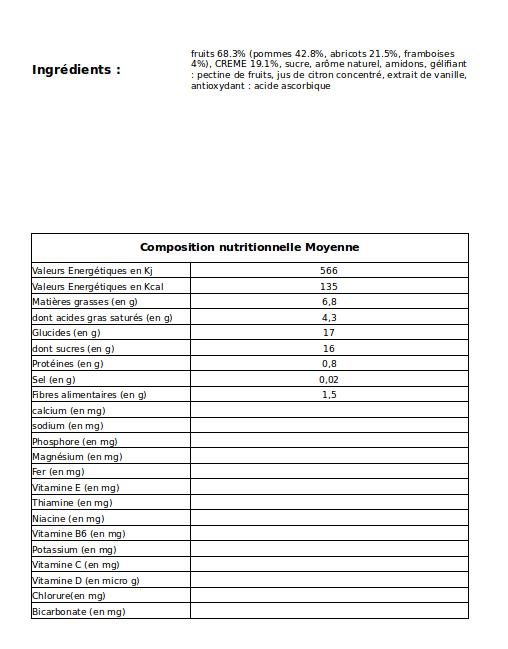 Ingrédients :
fruits 68.3% (pommes 42.8%, abricots 21.5%, framboises
4%), CREME 19.1%, sucre, arôme naturel, amidons, gélifiant
: pectine de fruits, jus de citron concentré, extrait de vanille,
antioxydant : acide ascorbique
Composition nutritionnelle Moyenne
Valeurs Energétiques en Kj 566
Valeurs Energétiques en Kcal 135
Matières grasses (en g) 6,8
dont acides gras saturés (en g) 4,3
Glucides (en g) 17
dont sucres (en g) 16
Protéines (en g) 0,8
Sel (en g) 0,02
Fibres alimentaires (en g) 1,5
calcium (en mg)
sodium (en mg)
Phosphore (en mg)
Magnésium (en mg)
Fer (en mg)
Vitamine E (en mg)
Thiamine (en mg)
Niacine (en mg)
Vitamine B6 (en mg)
Potassium (en mg)
Vitamine C (en mg)
Vitamine D (en micro g)
Chlorure(en mg)
Bicarbonate (en mg)